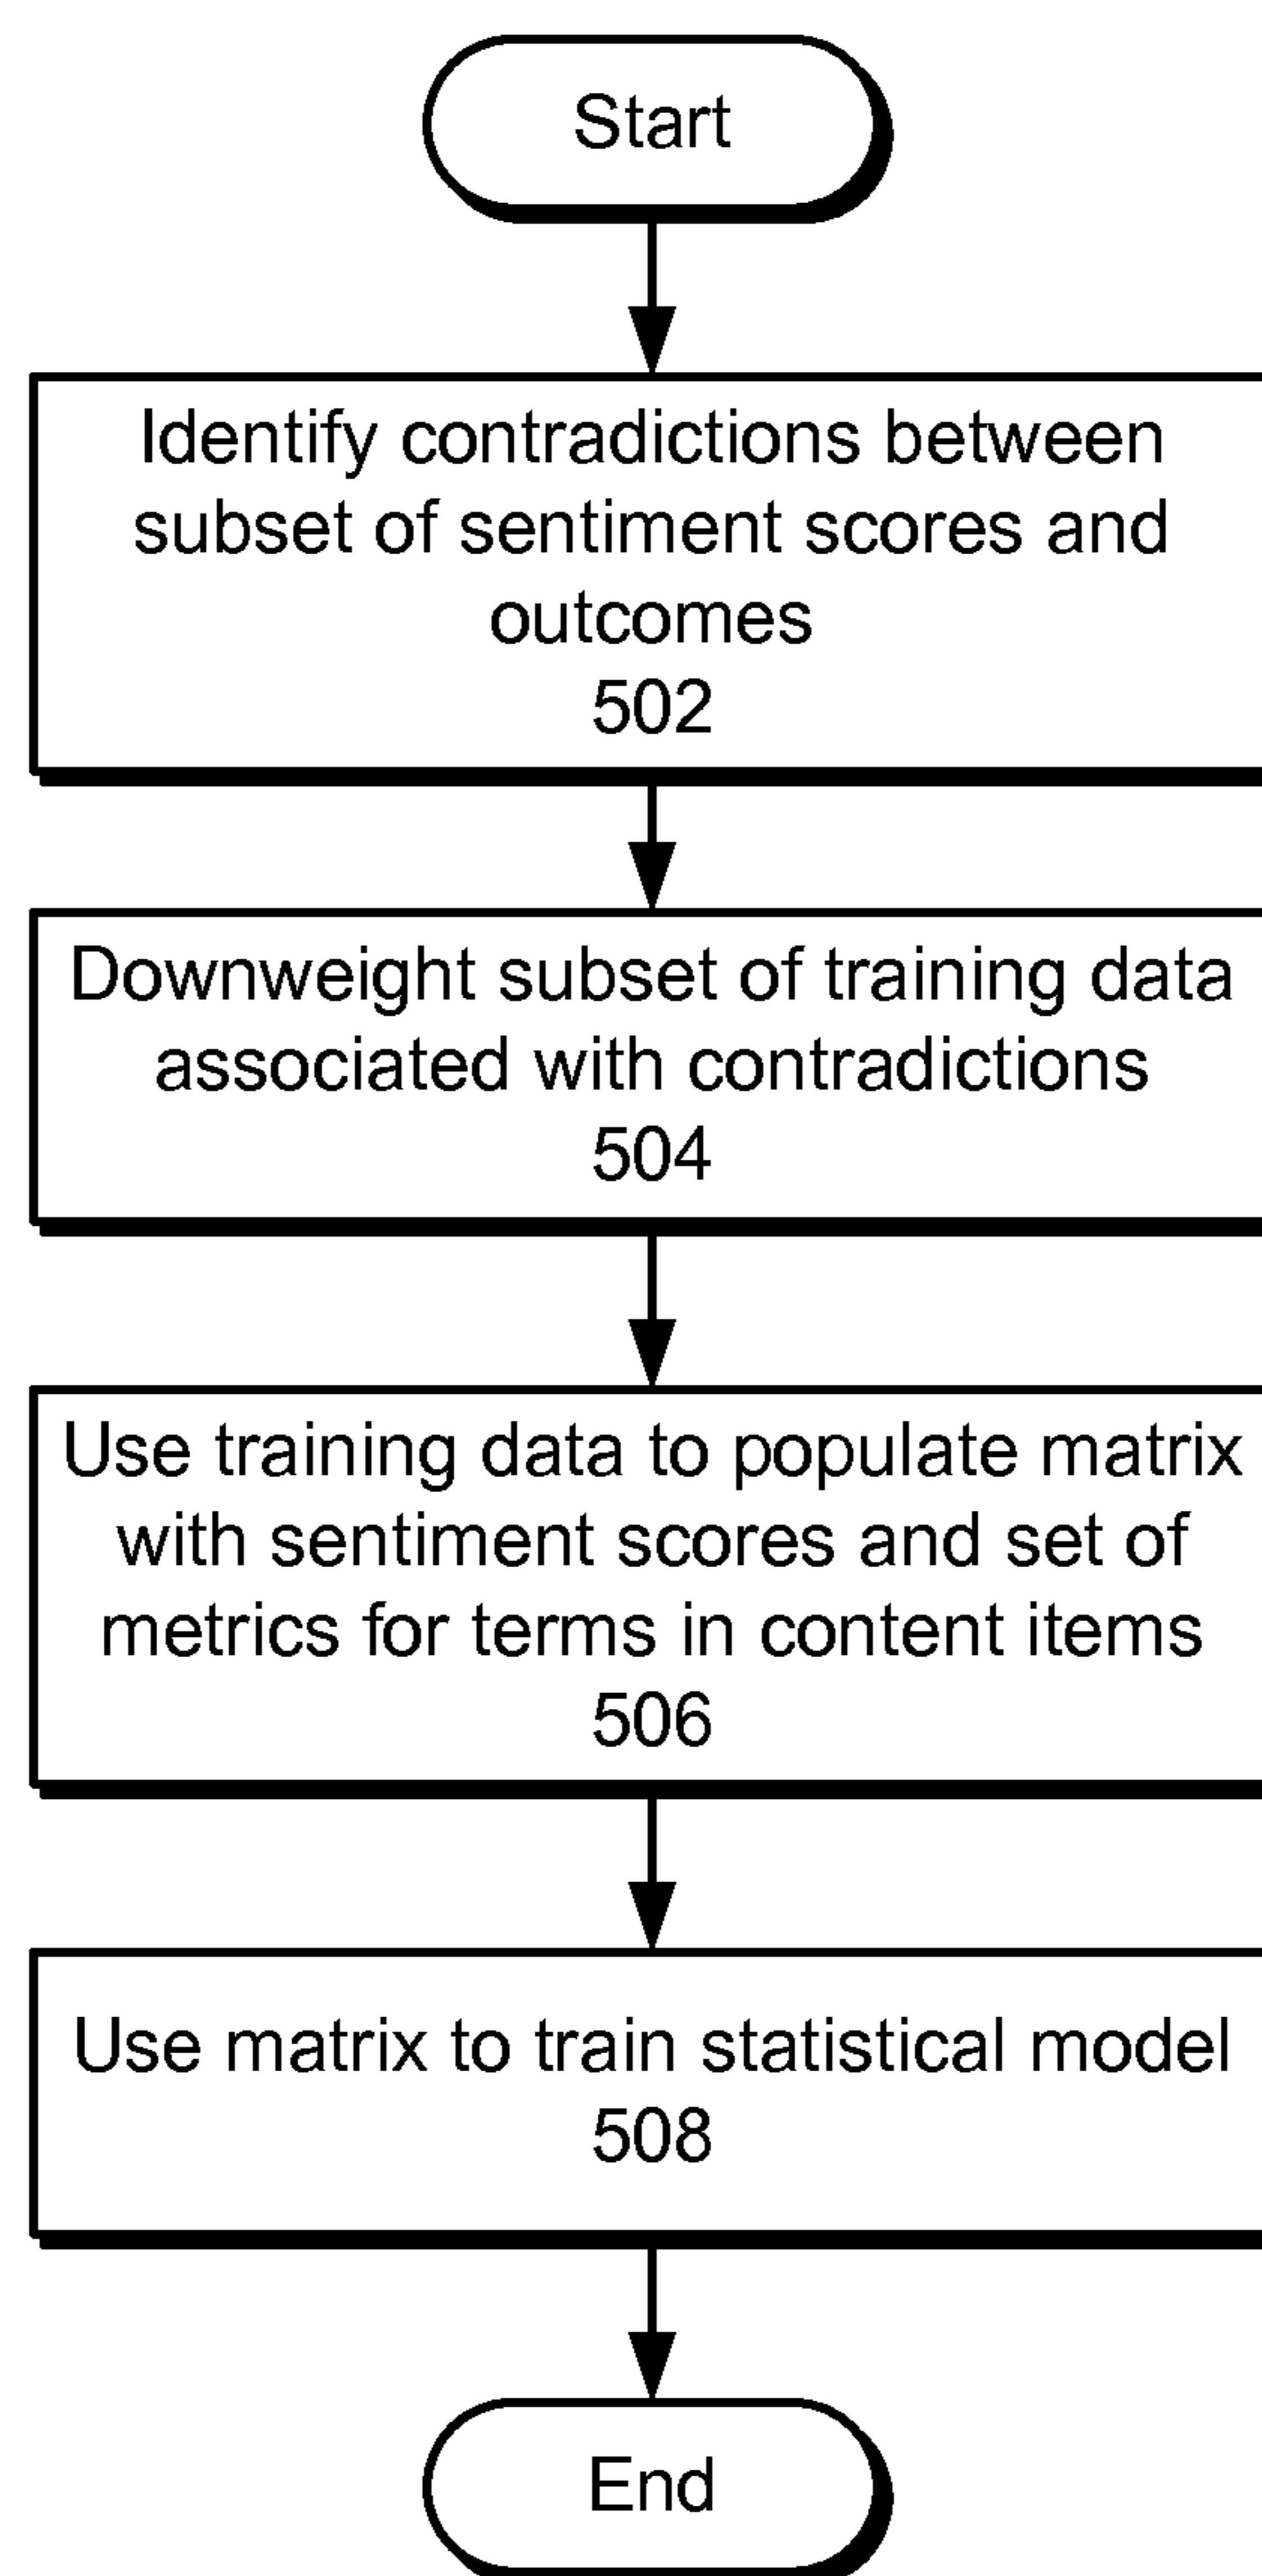 Start
Identify contradictions between
subset of sentiment scores and
outcomes
502
Downweight subset of training data
associated with contradictions
504
Use training data to populate matrix
with sentiment scores and set of
metrics for terms in content items
506
Use matrix to train statistical model
508
End